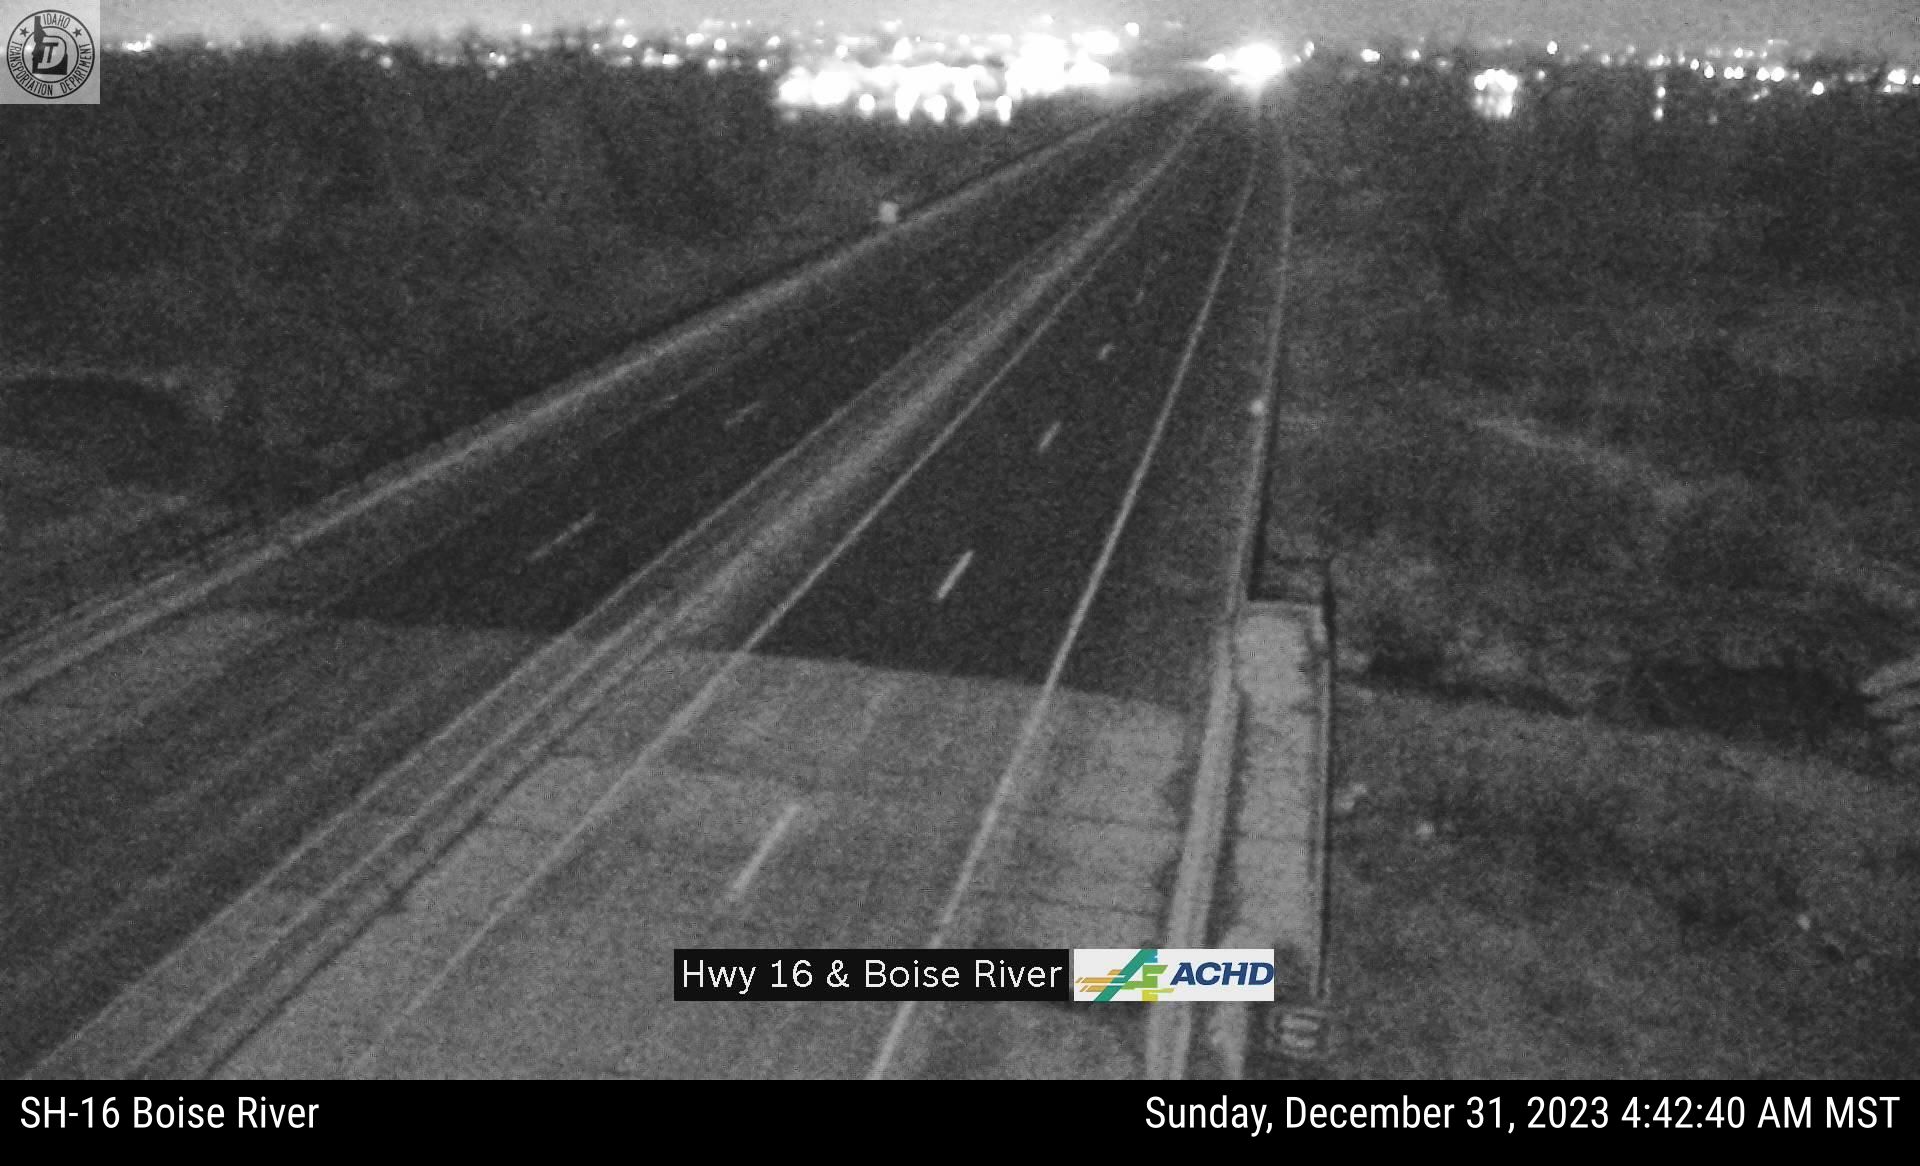 IDAHO
TRANSPORTATION DEPARTMENT
Hwy 16 & Boise River
ACHD
SH-16 Boise River
Sunday, December 31, 2023 4:42:40 AM MST